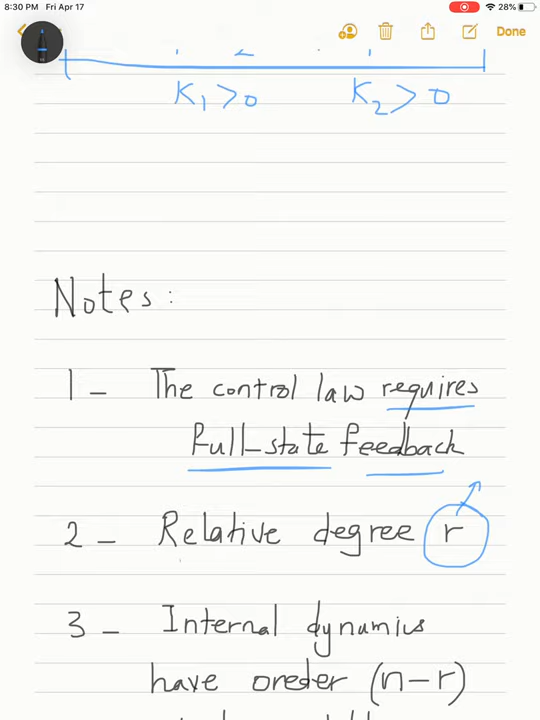 8:30 PM Fri Apr 17
28%
Done
K1 > 0 K2 > 0
Notes:
1 - The control law requires
Full-state feedback
2 - Relative degree r
3 - Internal dynamics
have oreder (n-r)